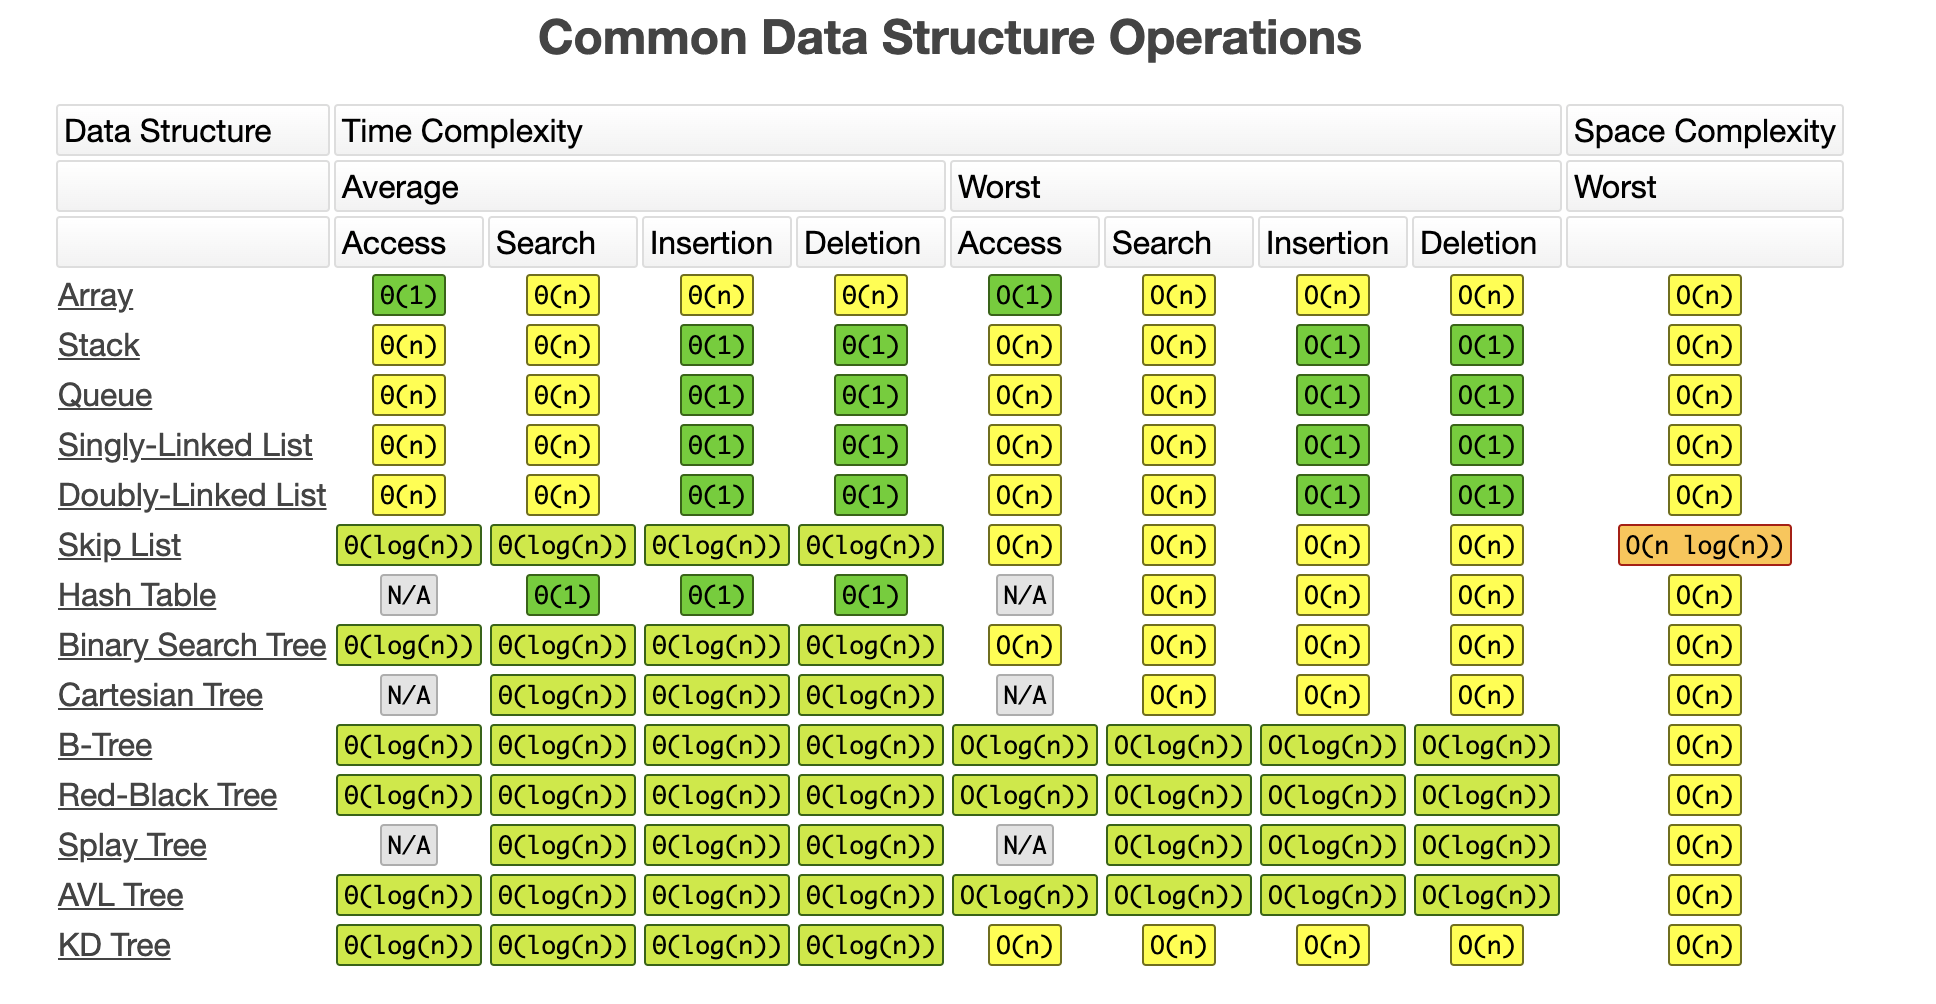 Common Data Structure Operations
Data Structure Time Complexity Space Complexity
Average Worst Worst
Access Search Insertion Deletion Access Search Insertion Deletion
Array Θ(1) Θ(n) Θ(n) Θ(n) O(1) O(n) O(n) O(n) O(n)
Stack Θ(n) Θ(n) Θ(1) Θ(1) O(n) O(n) O(1) O(1) O(n)
Queue Θ(n) Θ(n) Θ(1) Θ(1) O(n) O(n) O(1) O(1) O(n)
Singly-Linked List Θ(n) Θ(n) Θ(1) Θ(1) O(n) O(n) O(1) O(1) O(n)
Doubly-Linked List Θ(n) Θ(n) Θ(1) Θ(1) O(n) O(n) O(1) O(1) O(n)
Skip List Θ(log(n)) Θ(log(n)) Θ(log(n)) Θ(log(n)) O(n) O(n) O(n) O(n) O(n log(n))
Hash Table N/A Θ(1) Θ(1) Θ(1) N/A O(n) O(n) O(n) O(n)
Binary Search Tree Θ(log(n)) Θ(log(n)) Θ(log(n)) Θ(log(n)) O(n) O(n) O(n) O(n) O(n)
Cartesian Tree N/A Θ(log(n)) Θ(log(n)) Θ(log(n)) N/A O(n) O(n) O(n) O(n)
B-Tree Θ(log(n)) Θ(log(n)) Θ(log(n)) Θ(log(n)) O(log(n)) O(log(n)) O(log(n)) O(log(n)) O(n)
Red-Black Tree Θ(log(n)) Θ(log(n)) Θ(log(n)) Θ(log(n)) O(log(n)) O(log(n)) O(log(n)) O(log(n)) O(n)
Splay Tree N/A Θ(log(n)) Θ(log(n)) Θ(log(n)) N/A O(log(n)) O(log(n)) O(log(n)) O(n)
AVL Tree Θ(log(n)) Θ(log(n)) Θ(log(n)) Θ(log(n)) O(log(n)) O(log(n)) O(log(n)) O(log(n)) O(n)
KD Tree Θ(log(n)) Θ(log(n)) Θ(log(n)) Θ(log(n)) O(n) O(n) O(n) O(n) O(n)